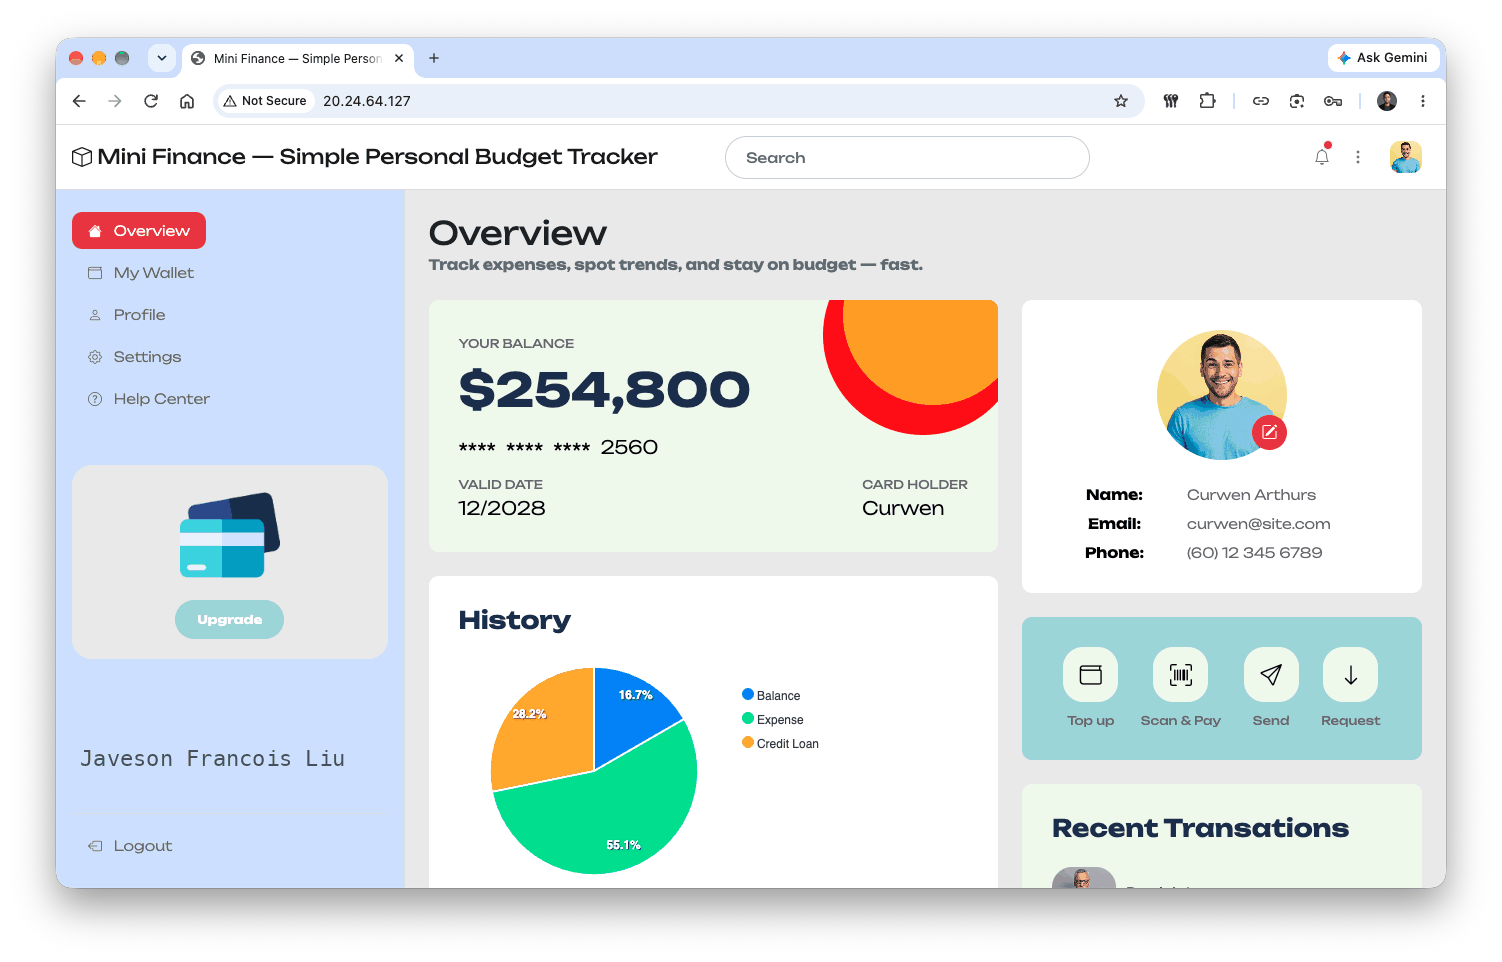 Mini Finance — Simple Person
Ask Gemini
Not Secure
20.24.64.127
Mini Finance — Simple Personal Budget Tracker
Search
Overview
My Wallet
Profile
Settings
Help Center
Upgrade
Javeson Francois Liu
Logout
Overview
Track expenses, spot trends, and stay on budget — fast.
YOUR BALANCE
$254,800
**** **** **** 2560
VALID DATE
12/2028
CARD HOLDER
Curwen
History
16.7%
28.2%
55.1%
Balance
Expense
Credit Loan
Name: Curwen Arthurs
Email: curwen@site.com
Phone: (60) 12 345 6789
Top up
Scan & Pay
Send
Request
Recent Transations